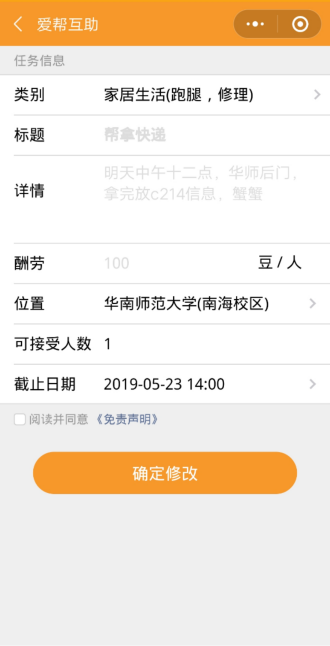 爱帮互助
任务信息
类别 家居生活(跑腿，修理)
标题 帮拿快递
详情 明天中午十二点，华师后门，
拿完放c214信息，蟹蟹
酬劳 100 豆 / 人
位置 华南师范大学(南海校区)
可接受人数 1
截止日期 2019-05-23 14:00
阅读并同意《免责声明》
确定修改